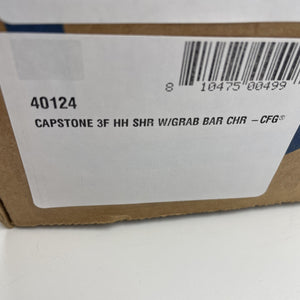 8 10475 00499
40124
CAPSTONE 3F HH SHR W/GRAB BAR CHR – CFG®